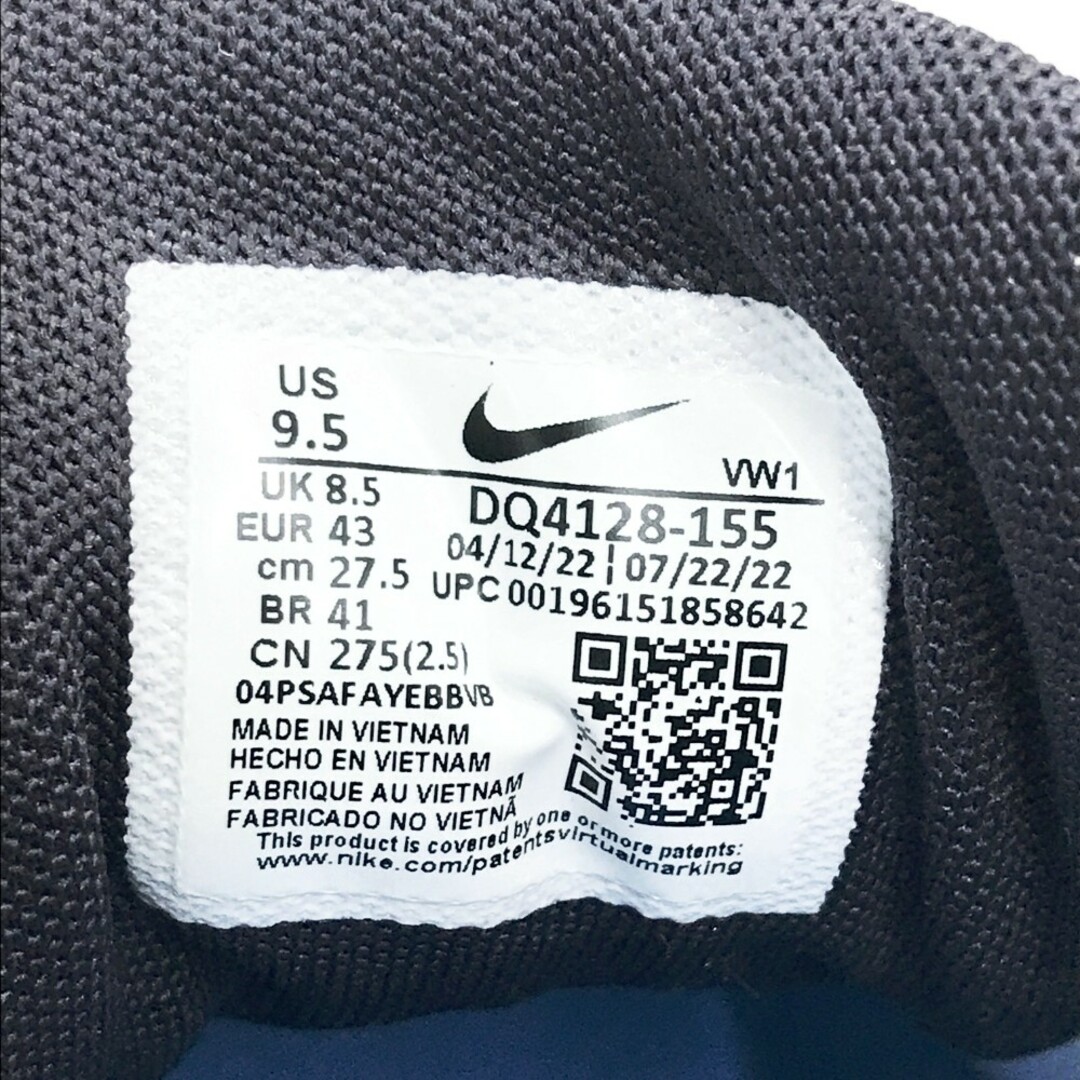 US
9.5
VW1
UK 8.5
EUR 43
cm 27.5
BR 41
CN 275(2.5)
DQ4128-155
04/12/22 | 07/22/22
UPC 00196151858642
04PSAFAYEBBVB
MADE IN VIETNAM
HECHO EN VIETNAM
FABRIQUE AU VIETNAM
FABRICADO NO VIETNÃ
This product is covered by one or more patents:
www.nike.com/patentsvirtualmarking